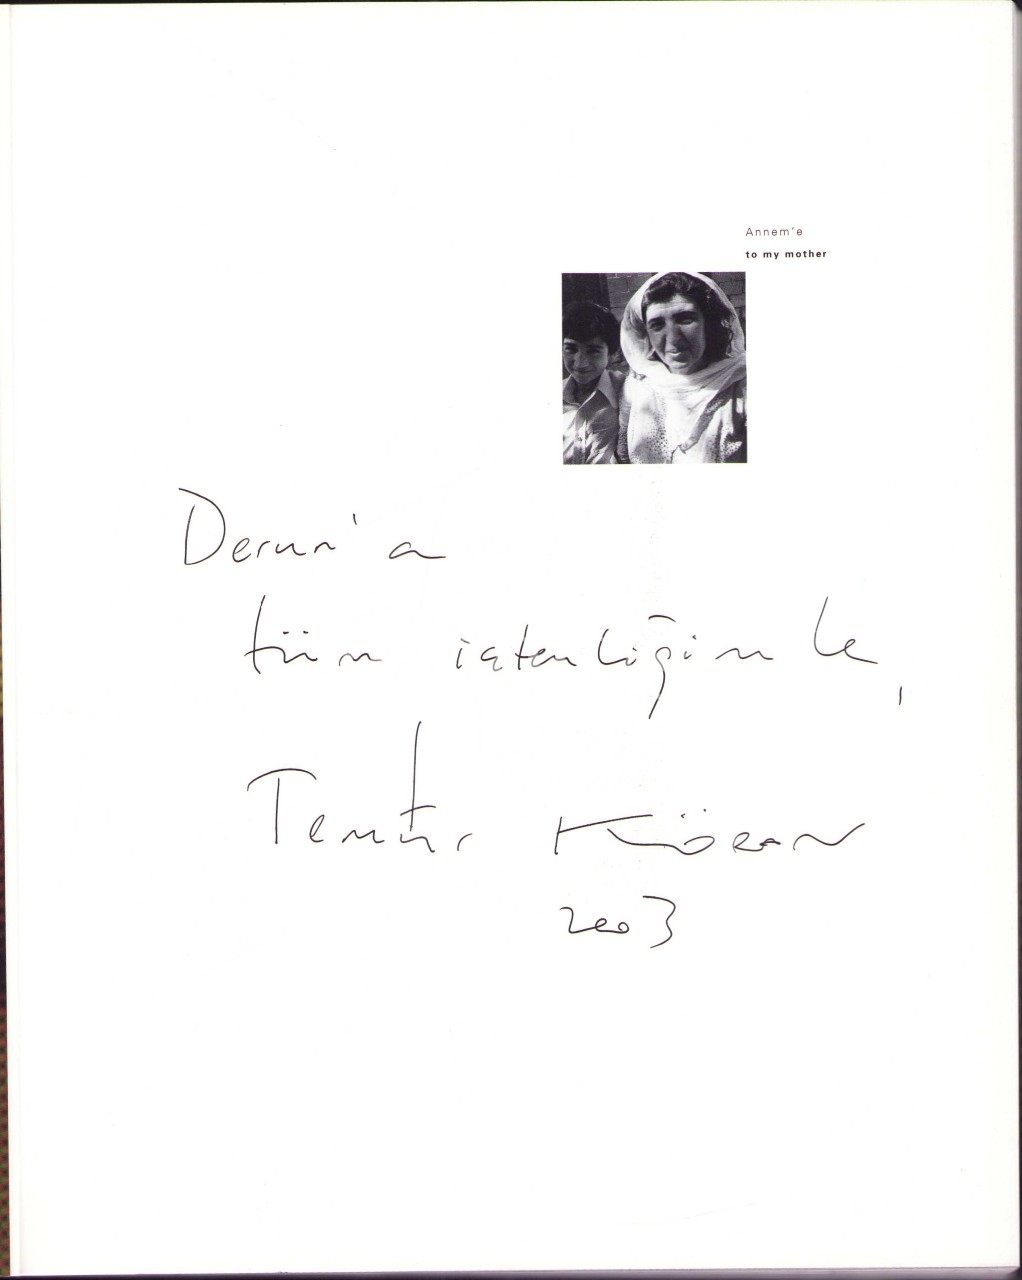 Annem'e
to my mother
Derun'a
tüm içtenliğimle,
Temür Köran
2003